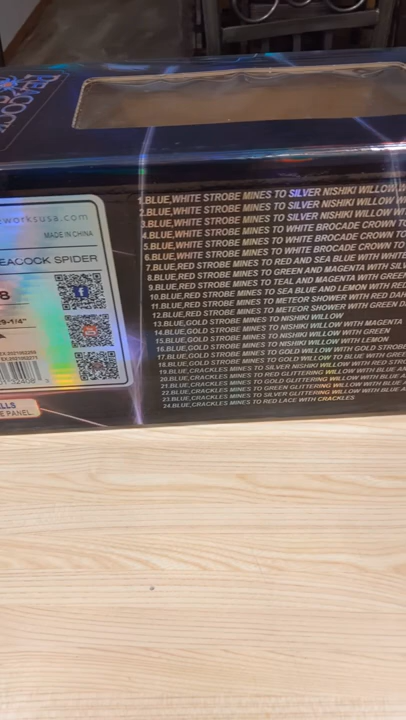 PEACOCK
eworksusa.com
MADE IN CHINA
EACOCK SPIDER
8
29-1/4"
ELLS
E PANEL
1.BLUE,WHITE STROBE MINES TO SILVER NISHIKI WILLOW
2.BLUE,WHITE STROBE MINES TO SILVER NISHIKI WILLOW
3.BLUE,WHITE STROBE MINES TO SILVER NISHIKI WILLOW
4.BLUE,WHITE STROBE MINES TO WHITE BROCADE CROWN TO
5.BLUE,WHITE STROBE MINES TO WHITE BROCADE CROWN TO
6.BLUE,WHITE STROBE MINES TO WHITE BROCADE CROWN TO
7.BLUE,RED STROBE MINES TO RED AND SEA BLUE WITH WHITE
8.BLUE,RED STROBE MINES TO GREEN AND MAGENTA WITH
9.BLUE,RED STROBE MINES TO TEAL AND MAGENTA WITH GREEN
10.BLUE,RED STROBE MINES TO SEA BLUE AND LEMON WITH RED
11.BLUE,RED STROBE MINES TO METEOR SHOWER WITH RED
12.BLUE,RED STROBE MINES TO METEOR SHOWER WITH GREEN
13.BLUE,GOLD STROBE MINES TO NISHIKI WILLOW
14.BLUE,GOLD STROBE MINES TO NISHIKI WILLOW WITH MAGENTA
15.BLUE,GOLD STROBE MINES TO NISHIKI WILLOW WITH GREEN
16.BLUE,GOLD STROBE MINES TO NISHIKI WILLOW WITH LEMON
17.BLUE,GOLD STROBE MINES TO GOLD WILLOW WITH GOLD STROBE
18.BLUE,GOLD STROBE MINES TO GOLD WILLOW TO BLUE WITH GREEN
19.BLUE,CRACKLES MINES TO SILVER NISHIKI WILLOW WITH RED
20.BLUE,CRACKLES MINES TO RED GLITTERING WILLOW WITH BLUE
21.BLUE,CRACKLES MINES TO GOLD GLITTERING WILLOW WITH BLUE
22.BLUE,CRACKLES MINES TO GREEN GLITTERING WILLOW WITH BLUE
23.BLUE,CRACKLES MINES TO SILVER GLITTERING WILLOW WITH BLUE
24.BLUE,CRACKLES MINES TO RED LACE WITH CRACKLES